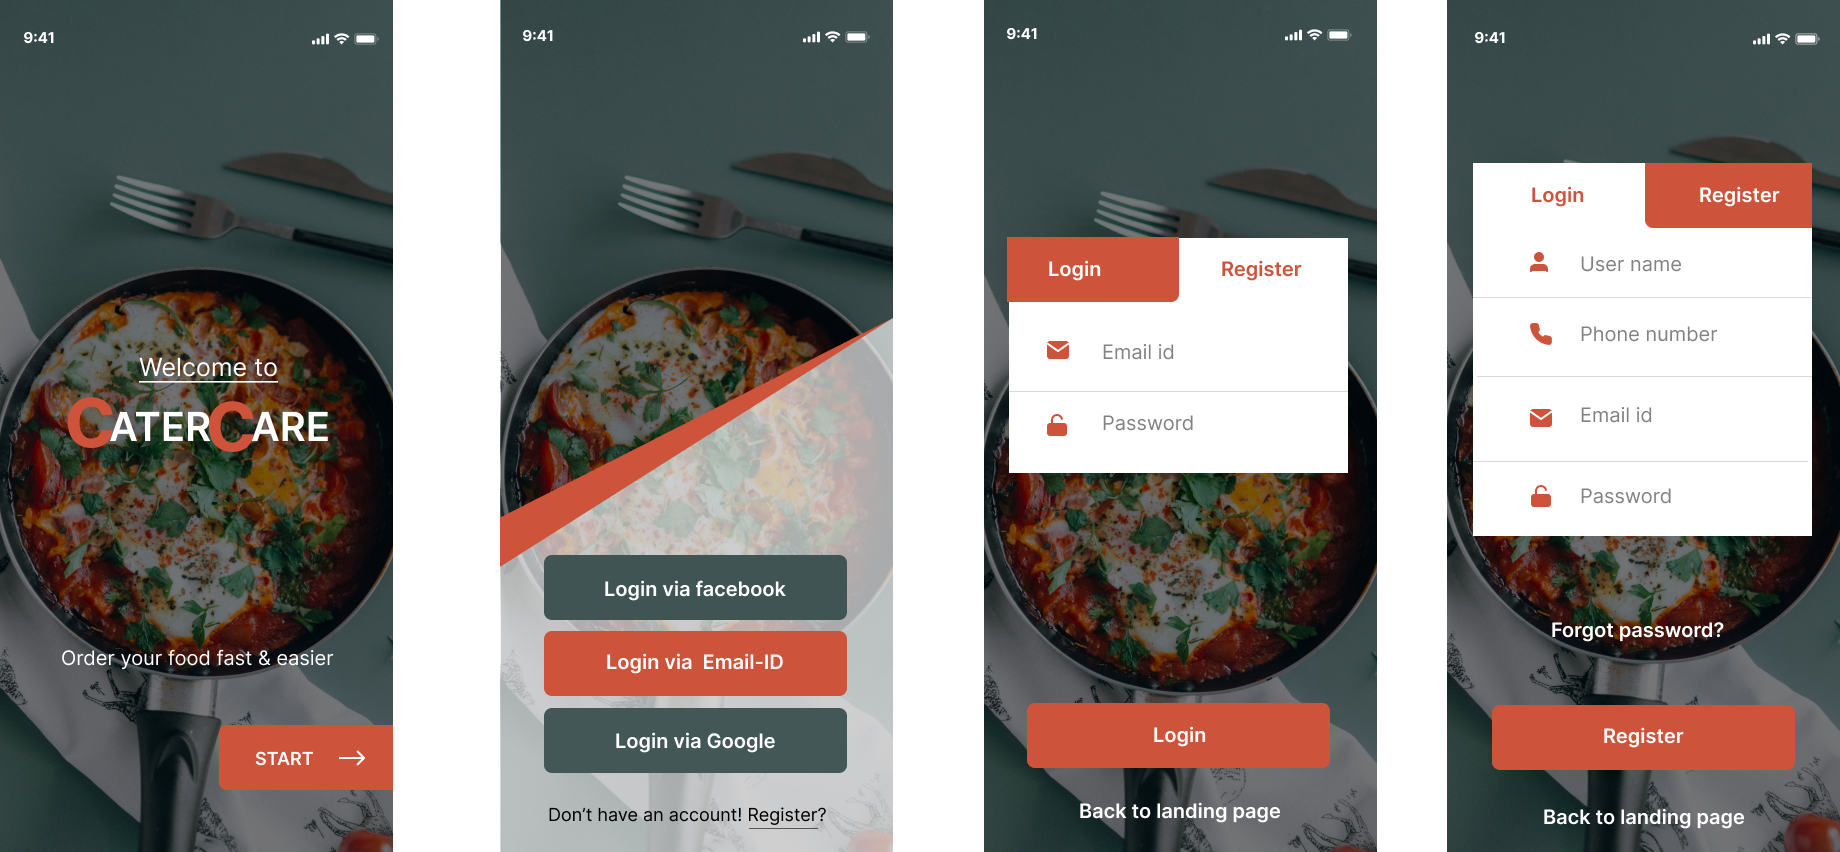 9:41
Welcome to
CATERCARE
Order your food fast & easier
START
9:41
Login via facebook
Login via Email-ID
Login via Google
Don't have an account! Register?
9:41
Login Register
Email id
Password
Login
Back to landing page
9:41
Login Register
User name
Phone number
Email id
Password
Forgot password?
Register
Back to landing page